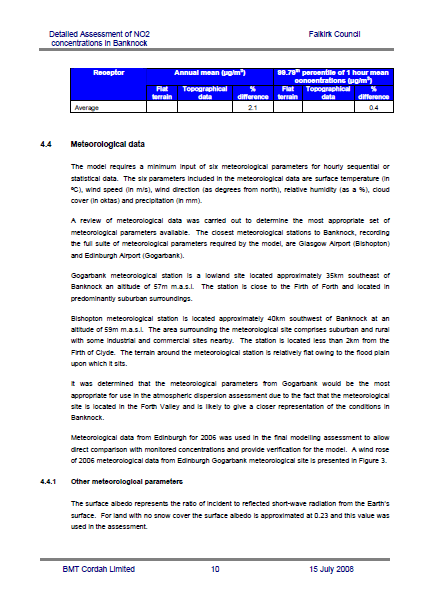 Detailed Assessment of NO2 Falkirk Council
concentrations in Banknock
Receptor Annual mean (µg/m³) 99.79th percentile of 1 hour mean
concentrations (µg/m³)
Flat Topographical % Flat Topographical %
terrain data difference terrain data difference
Average 2.1 0.4
4.4 Meteorological data
The model requires a minimum input of six meteorological parameters for hourly sequential or
statistical data. The six parameters included in the meteorological data are surface temperature (in
ºC), wind speed (in m/s), wind direction (as degrees from north), relative humidity (as a %), cloud
cover (in oktas) and precipitation (in mm).
A review of meteorological data was carried out to determine the most appropriate set of
meteorological parameters available. The closest meteorological stations to Banknock, recording
the full suite of meteorological parameters required by the model, are Glasgow Airport (Bishopton)
and Edinburgh Airport (Gogarbank).
Gogarbank meteorological station is a lowland site located approximately 35km southeast of
Banknock an altitude of 57m m.a.s.l. The station is close to the Firth of Forth and located in
predominantly suburban surroundings.
Bishopton meteorological station is located approximately 40km southwest of Banknock at an
altitude of 59m m.a.s.l. The area surrounding the meteorological site comprises suburban and rural
with some industrial and commercial sites nearby. The station is located less than 2km from the
Firth of Clyde. The terrain around the meteorological station is relatively flat owing to the flood plain
upon which it sits.
It was determined that the meteorological parameters from Gogarbank would be the most
appropriate for use in the atmospheric dispersion assessment due to the fact that the meteorological
site is located in the Forth Valley and is likely to give a closer representation of the conditions in
Banknock.
Meteorological data from Edinburgh for 2006 was used in the final modelling assessment to allow
direct comparison with monitored concentrations and provide verification for the model. A wind rose
of 2006 meteorological data from Edinburgh Gogarbank meteorological site is presented in Figure 3.
4.4.1 Other meteorological parameters
The surface albedo represents the ratio of incident to reflected short-wave radiation from the Earth's
surface. For land with no snow cover the surface albedo is approximated at 0.23 and this value was
used in the assessment.
BMT Cordah Limited 10 15 July 2008